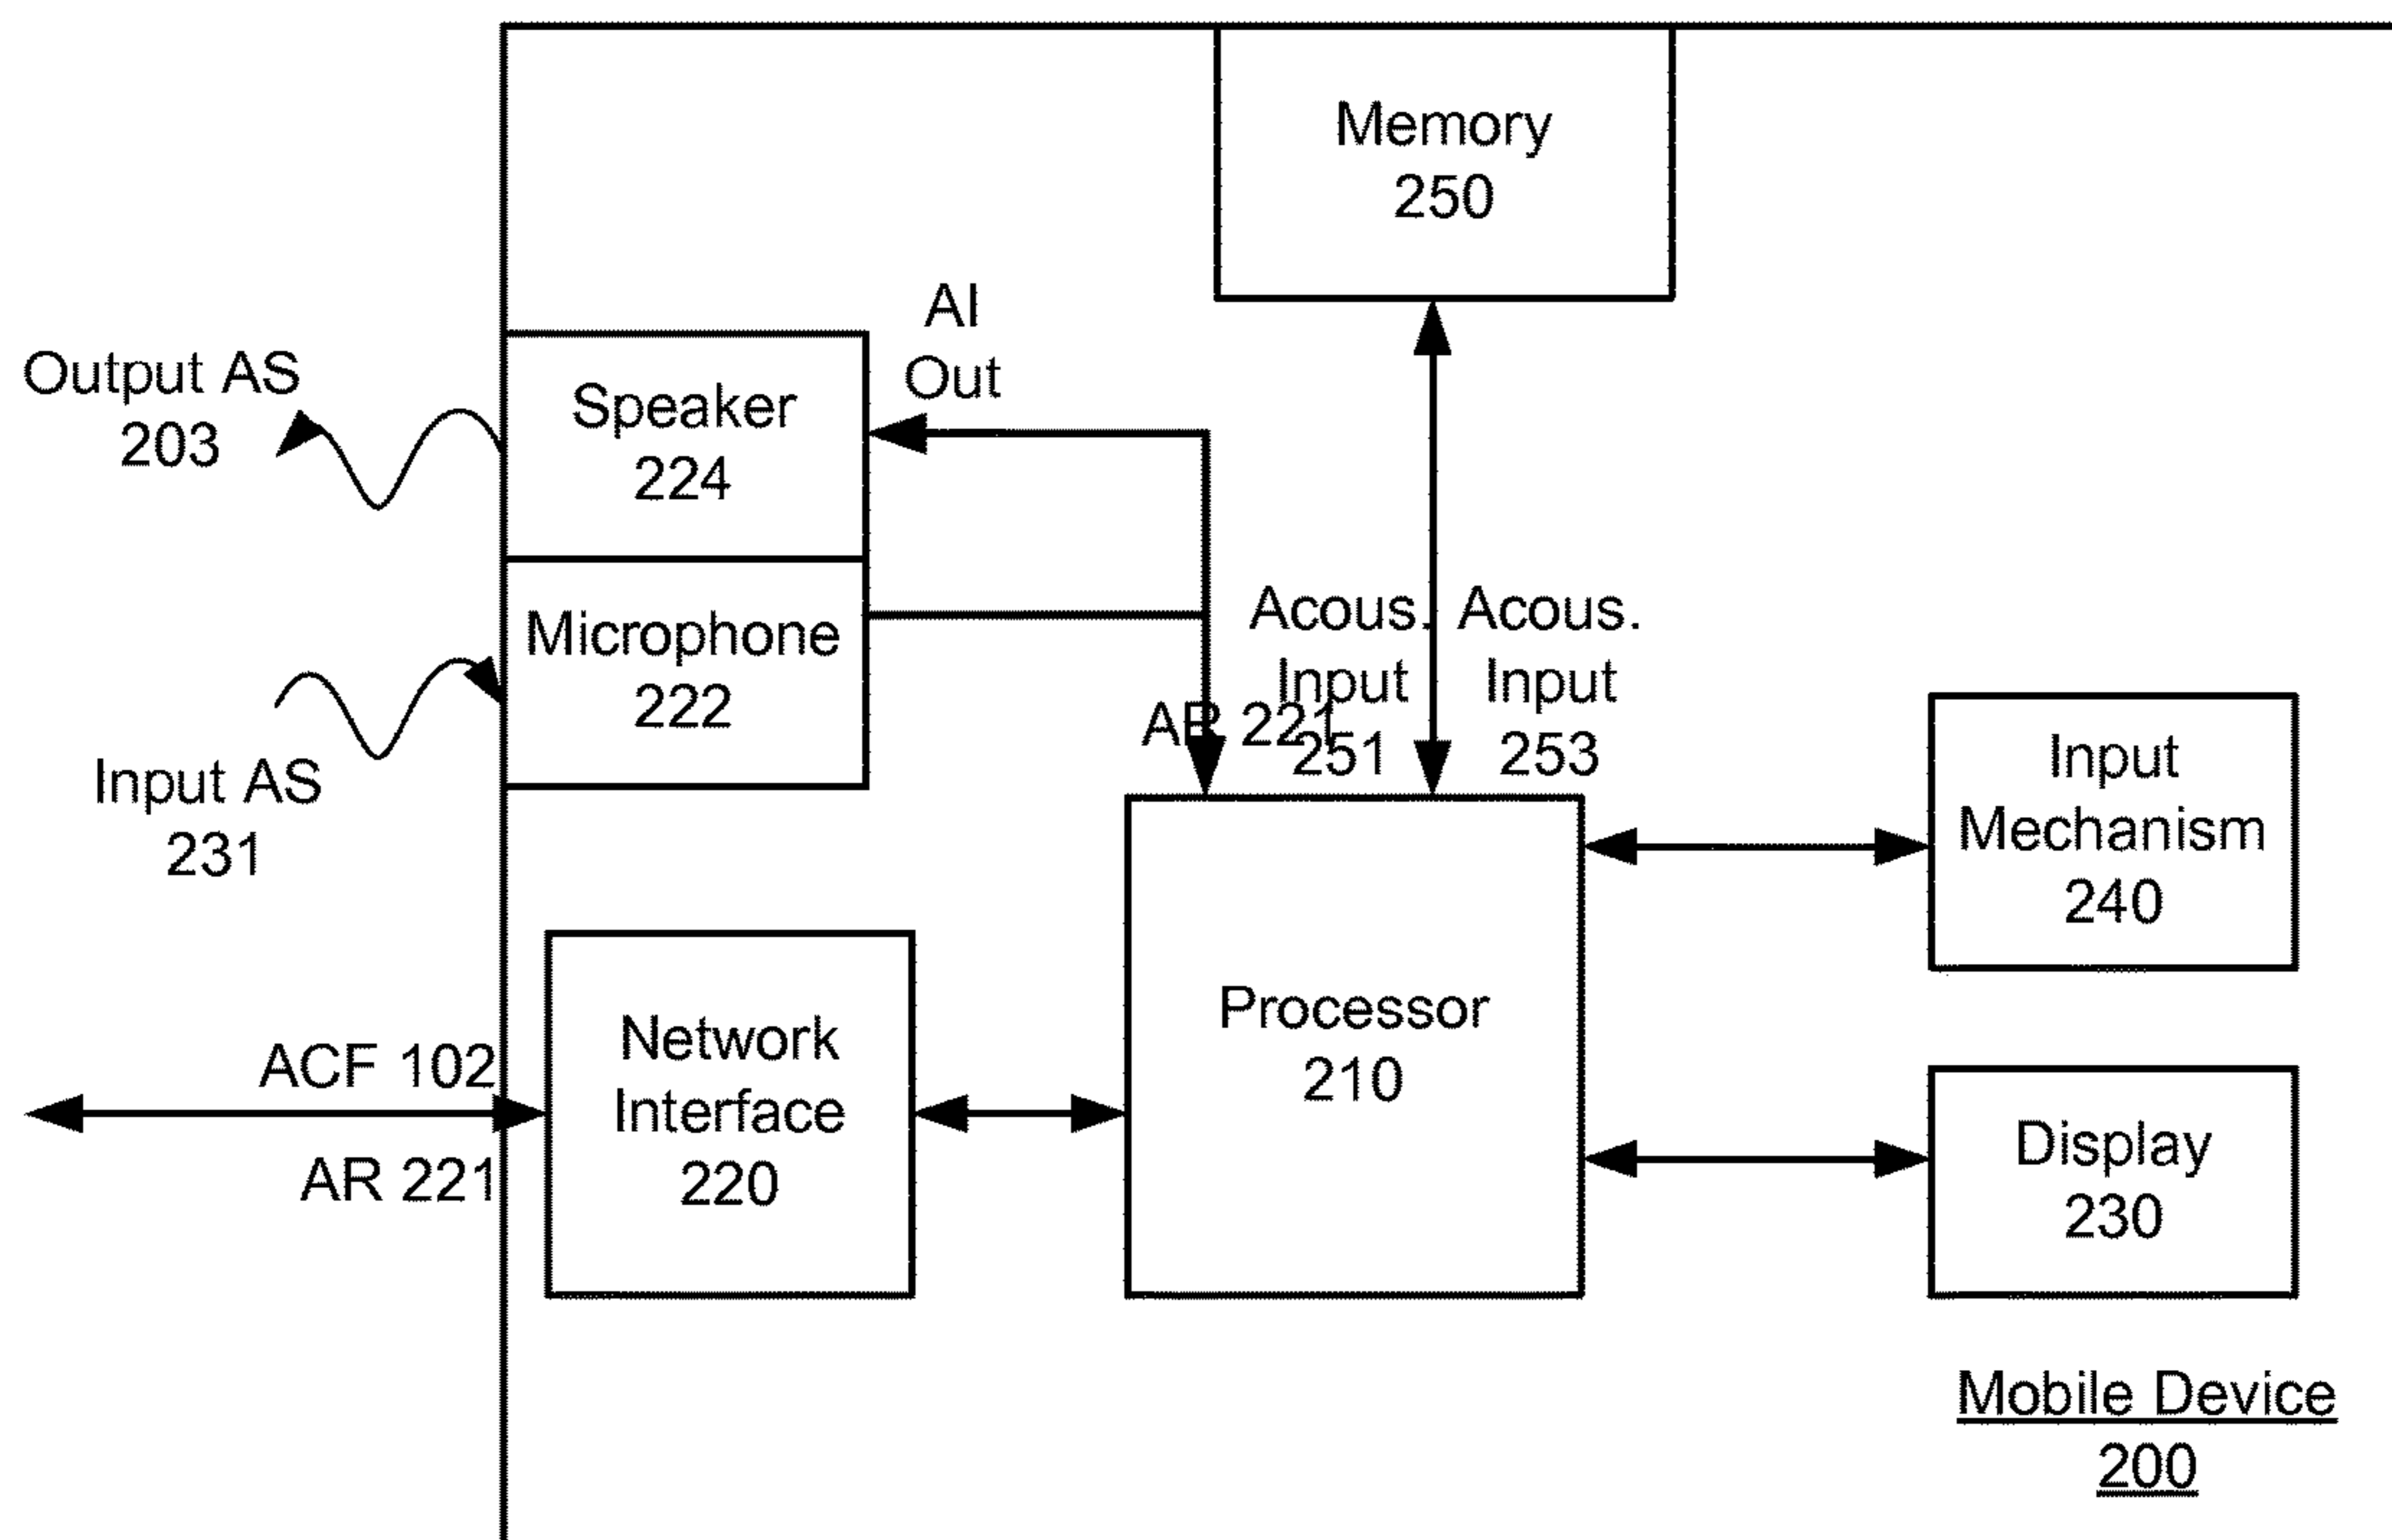 Memory
250
AI
Out
Output AS
203
Speaker
224
Microphone
222
Input AS
231
Acous.
Input
251
Acous.
Input
253
AR 221
Input
Mechanism
240
Processor
210
Network
Interface
220
ACF 102
AR 221
Display
230
Mobile Device
200